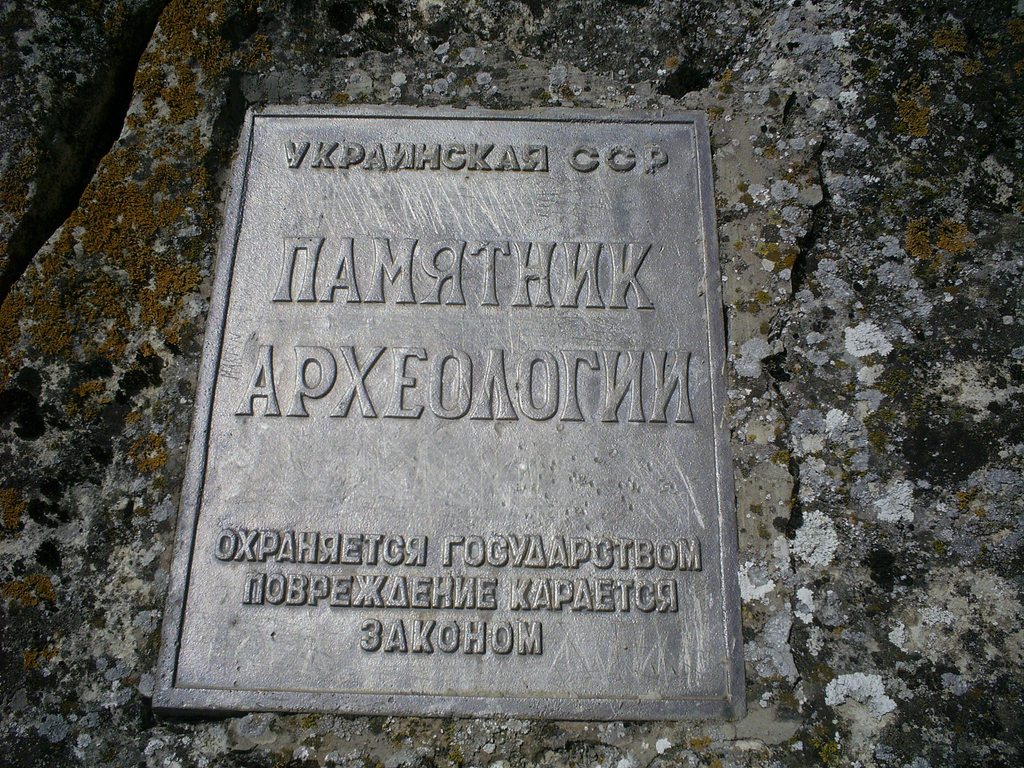 УКРАИНСКАЯ ССР
ПАМЯТНИК
АРХЕОЛОГИИ
ОХРАНЯЕТСЯ ГОСУДАРСТВОМ
ПОВРЕЖДЕНИЕ КАРАЕТСЯ
ЗАКОНОМ